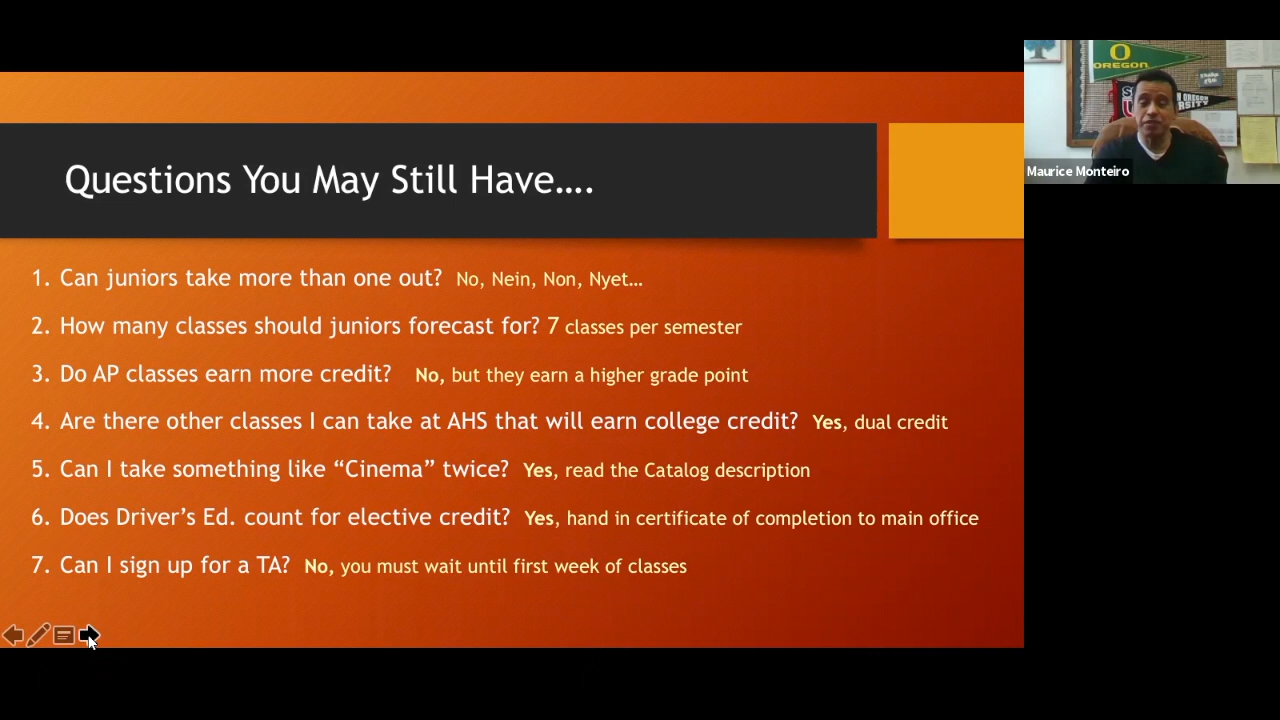 Questions You May Still Have….
1. Can juniors take more than one out? No, Nein, Non, Nyet…
2. How many classes should juniors forecast for? 7 classes per semester
3. Do AP classes earn more credit? No, but they earn a higher grade point
4. Are there other classes I can take at AHS that will earn college credit? Yes, dual credit
5. Can I take something like “Cinema” twice? Yes, read the Catalog description
6. Does Driver’s Ed. count for elective credit? Yes, hand in certificate of completion to main office
7. Can I sign up for a TA? No, you must wait until first week of classes
O
OREGON
OREGON
Maurice Monteiro